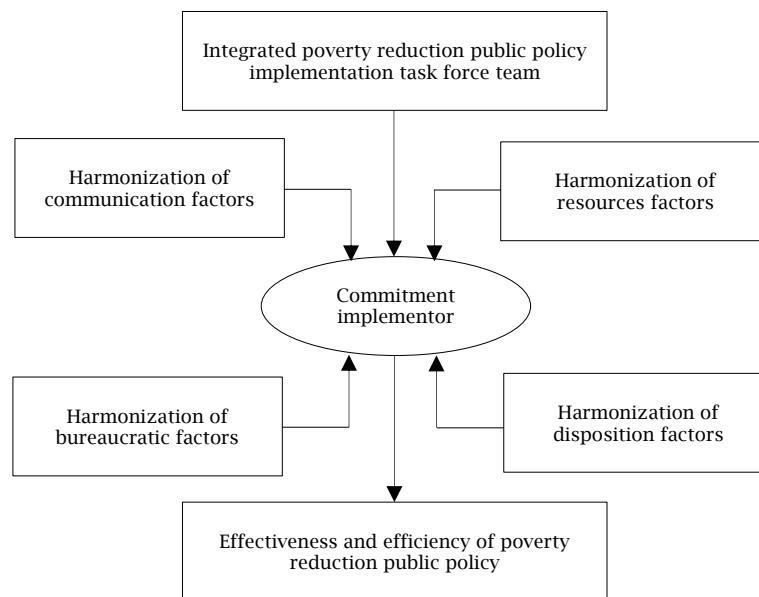 Integrated poverty reduction public policy
implementation task force team
Harmonization of
communication factors
Harmonization of
resources factors
Commitment
implementor
Harmonization of
bureaucratic factors
Harmonization of
disposition factors
Effectiveness and efficiency of poverty
reduction public policy